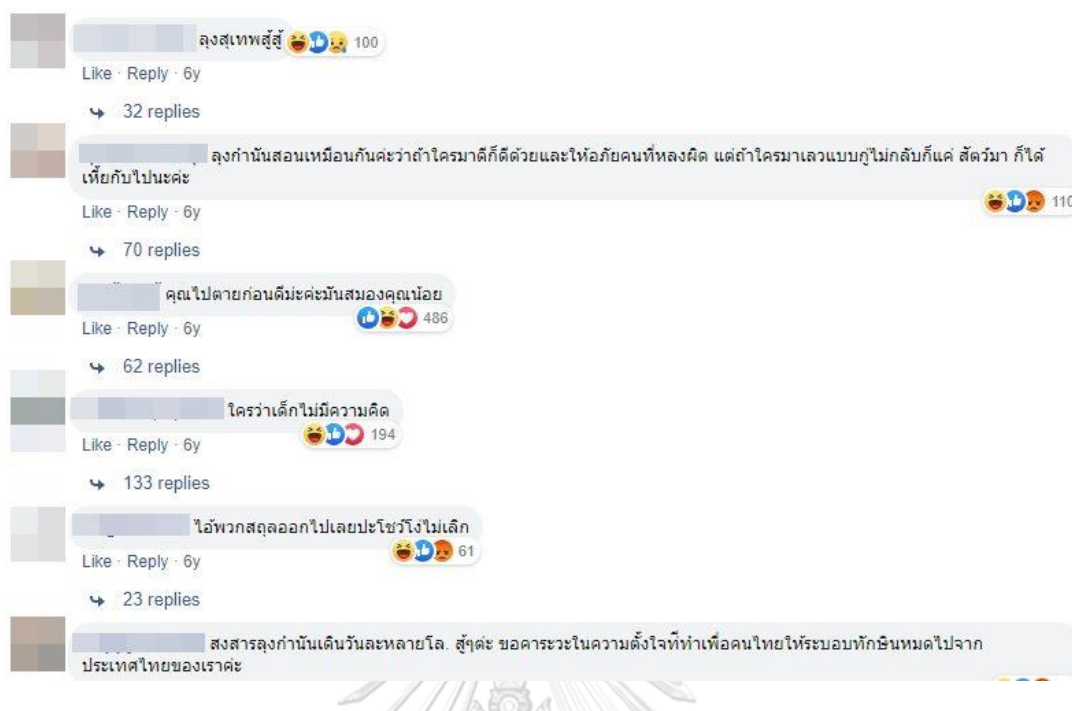 ลุงสุเทพสู้สู้ 100
Like · Reply · 6y
32 replies
ลุงกำนันสอนเหมือนกันค่ะว่าถ้าใครมาดีก็ดีด้วยและให้อภัยคนที่หลงผิด แต่ถ้าใครมาเลวแบบกู่ไม่กลับก็แค่ สัตว์มา ก็ได้
เหี้ยกับไปนะค่ะ
110
Like · Reply · 6y
70 replies
คุณไปตายก่อนดีม่ะค่ะมันสมองคุณน้อย
486
Like · Reply · 6y
62 replies
ใครว่าเด็กไม่มีความคิด
194
Like · Reply · 6y
133 replies
ไอ้พวกสถุลออกไปเลยปะโชว์โง่ไม่เลิก
61
Like · Reply · 6y
23 replies
สงสารลุงกำนันเดินวันละหลายโล. สู้ๆต่ะ ขอคาระวะในความตั้งใจที่ทำเพื่อคนไทยให้ระบอบทักษินหมดไปจาก
ประเทศไทยของเราค่ะ